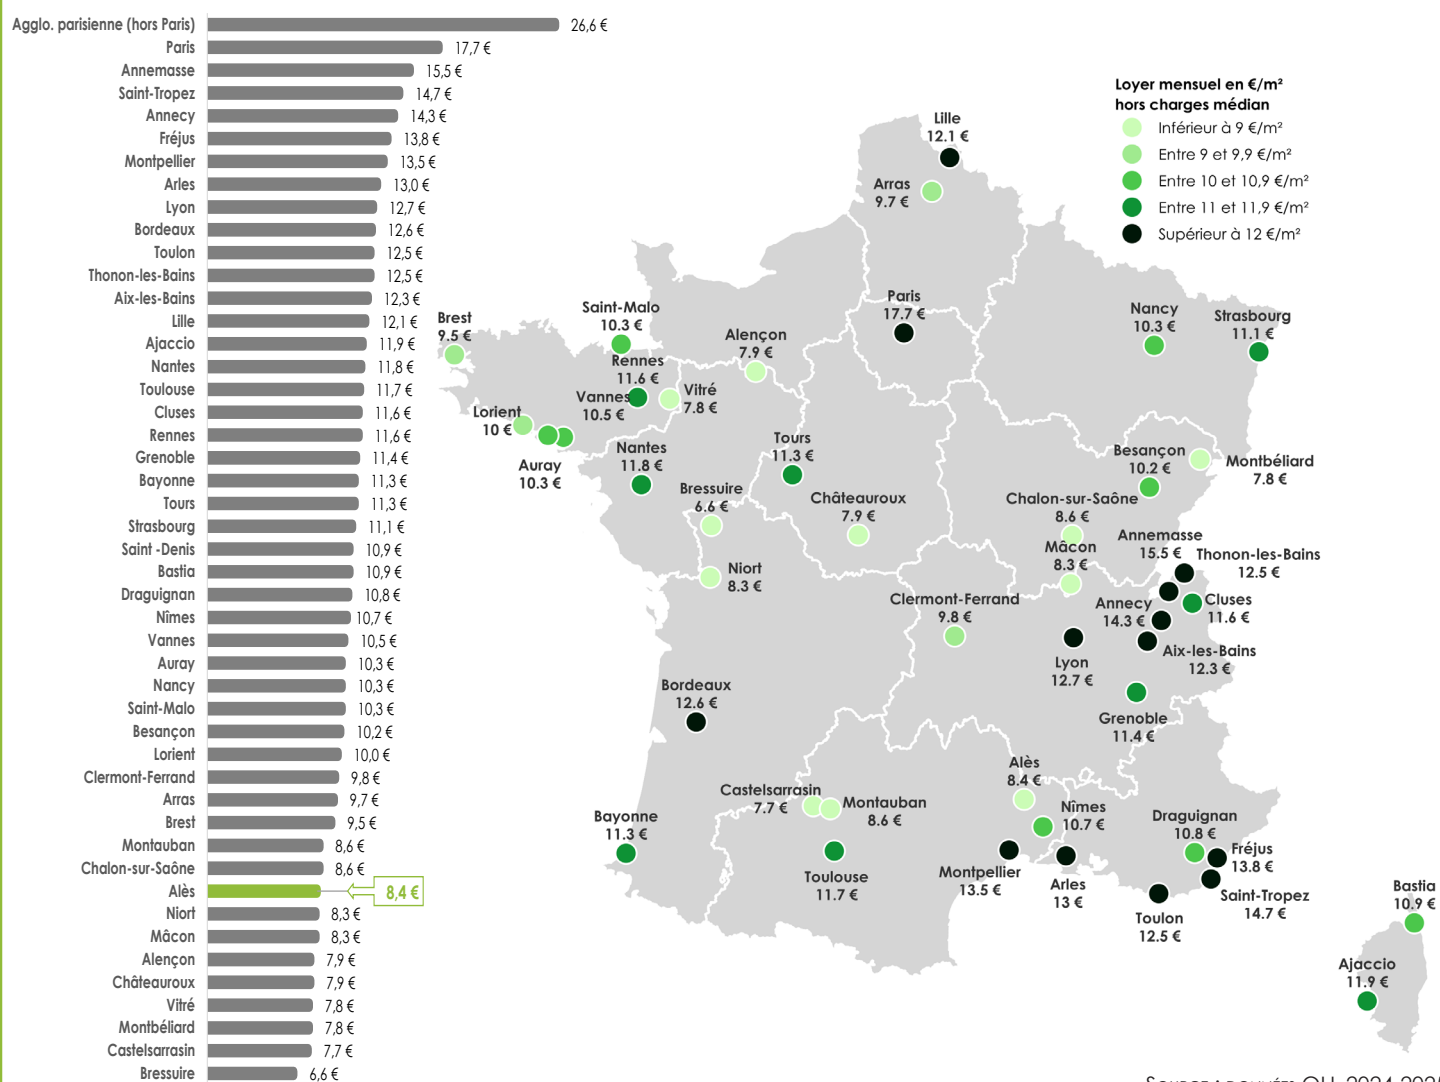 Agglo. parisienne (hors Paris) 26,6 €
Paris 17,7 €
Annemasse 15,5 €
Saint-Tropez 14,7 €
Annecy 14,3 €
Fréjus 13,8 €
Montpellier 13,5 €
Arles 13,0 €
Lyon 12,7 €
Bordeaux 12,6 €
Toulon 12,5 €
Thonon-les-Bains 12,5 €
Aix-les-Bains 12,3 €
Lille 12,1 €
Ajaccio 11,9 €
Nantes 11,8 €
Toulouse 11,7 €
Cluses 11,6 €
Rennes 11,6 €
Grenoble 11,4 €
Bayonne 11,3 €
Tours 11,3 €
Strasbourg 11,1 €
Saint -Denis 10,9 €
Bastia 10,9 €
Draguignan 10,8 €
Nîmes 10,7 €
Vannes 10,5 €
Auray 10,3 €
Nancy 10,3 €
Saint-Malo 10,3 €
Besançon 10,2 €
Lorient 10,0 €
Clermont-Ferrand 9,8 €
Arras 9,7 €
Brest 9,5 €
Montauban 8,6 €
Chalon-sur-Saône 8,6 €
Alès 8,4 €
Niort 8,3 €
Mâcon 8,3 €
Alençon 7,9 €
Châteauroux 7,9 €
Vitré 7,8 €
Montbéliard 7,8 €
Castelsarrasin 7,7 €
Bressuire 6,6 €
Loyer mensuel en €/m²
hors charges médian
Inférieur à 9 €/m²
Entre 9 et 9,9 €/m²
Entre 10 et 10,9 €/m²
Entre 11 et 11,9 €/m²
Supérieur à 12 €/m²
Lille
12.1 €
Arras
9.7 €
Paris
17.7 €
Nancy
10.3 €
Strasbourg
11.1 €
Brest
9.5 €
Saint-Malo
10.3 €
Alençon
7.9 €
Rennes
11.6 €
Vitré
7.8 €
Vannes
10.5 €
Lorient
10 €
Auray
10.3 €
Nantes
11.8 €
Tours
11.3 €
Bressuire
6.6 €
Châteauroux
7.9 €
Niort
8.3 €
Besançon
10.2 €
Montbéliard
7.8 €
Chalon-sur-Saône
8.6 €
Mâcon
8.3 €
Annemasse
15.5 €
Thonon-les-Bains
12.5 €
Cluses
11.6 €
Annecy
14.3 €
Aix-les-Bains
12.3 €
Clermont-Ferrand
9.8 €
Lyon
12.7 €
Grenoble
11.4 €
Bordeaux
12.6 €
Castelsarrasin
7.7 €
Montauban
8.6 €
Bayonne
11.3 €
Toulouse
11.7 €
Alès
8.4 €
Nîmes
10.7 €
Montpellier
13.5 €
Arles
13 €
Draguignan
10.8 €
Fréjus
13.8 €
Saint-Tropez
14.7 €
Toulon
12.5 €
Bastia
10.9 €
Ajaccio
11.9 €